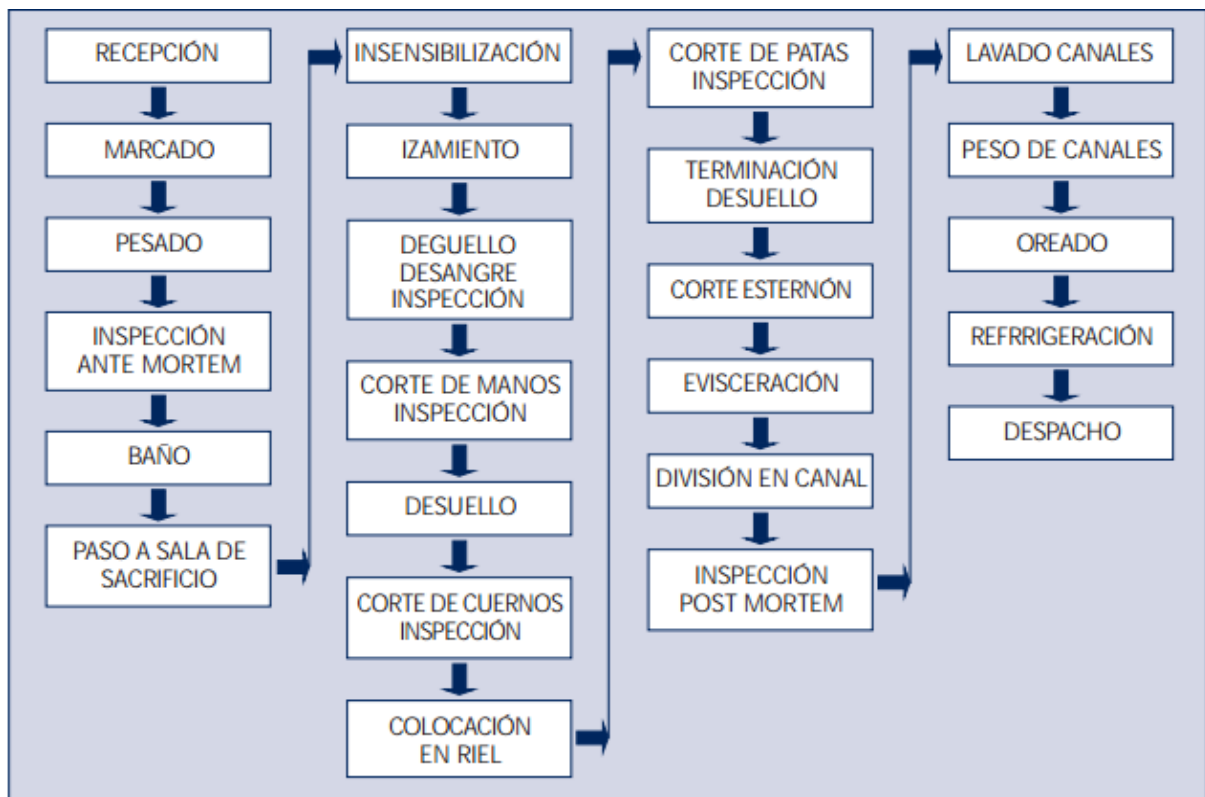 RECEPCIÓN
MARCADO
PESADO
INSPECCIÓN
ANTE MORTEM
BAÑO
PASO A SALA DE
SACRIFICIO
INSENSIBILIZACIÓN
IZAMIENTO
DEGUELLO
DESANGRE
INSPECCIÓN
CORTE DE MANOS
INSPECCIÓN
DESUELLO
CORTE DE CUERNOS
INSPECCIÓN
COLOCACIÓN
EN RIEL
CORTE DE PATAS
INSPECCIÓN
TERMINACIÓN
DESUELLO
CORTE ESTERNÓN
EVISCERACIÓN
DIVISIÓN EN CANAL
INSPECCIÓN
POST MORTEM
LAVADO CANALES
PESO DE CANALES
OREADO
REFRRIGERACIÓN
DESPACHO